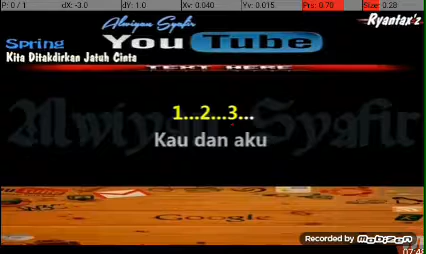 P: 0 / 1 dX: -3.0 dY: 1.0 Xv: 0.040 Yv: 0.015 Prs: 0.70 Size: 0.28
Alwiyan Syafir
Ryantax'z
Spring
YouTube
Kita Ditakdirkan Jatuh Cinta
TEXT HERE
Alwiyan Syafir
1...2...3...
Kau dan aku
Google
Recorded by Mobizen